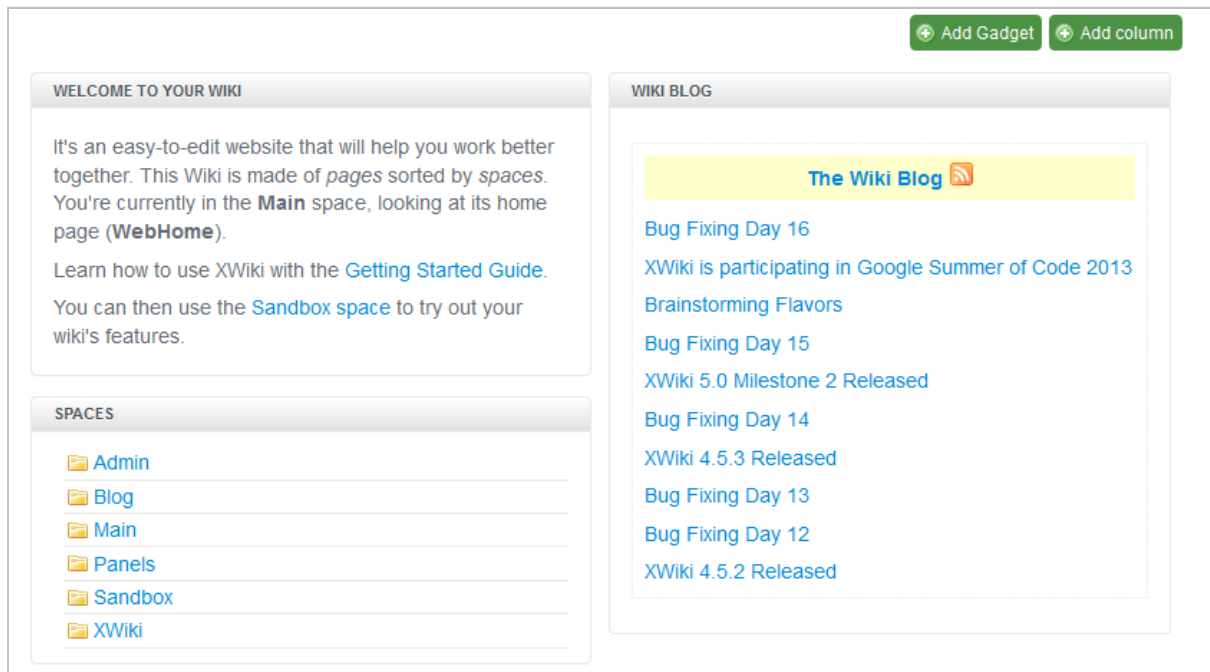 Add Gadget
Add column
WELCOME TO YOUR WIKI
It's an easy-to-edit website that will help you work better
together. This Wiki is made of pages sorted by spaces.
You're currently in the Main space, looking at its home
page (WebHome).
Learn how to use XWiki with the Getting Started Guide.
You can then use the Sandbox space to try out your
wiki's features.
SPACES
Admin
Blog
Main
Panels
Sandbox
XWiki
WIKI BLOG
The Wiki Blog
Bug Fixing Day 16
XWiki is participating in Google Summer of Code 2013
Brainstorming Flavors
Bug Fixing Day 15
XWiki 5.0 Milestone 2 Released
Bug Fixing Day 14
XWiki 4.5.3 Released
Bug Fixing Day 13
Bug Fixing Day 12
XWiki 4.5.2 Released